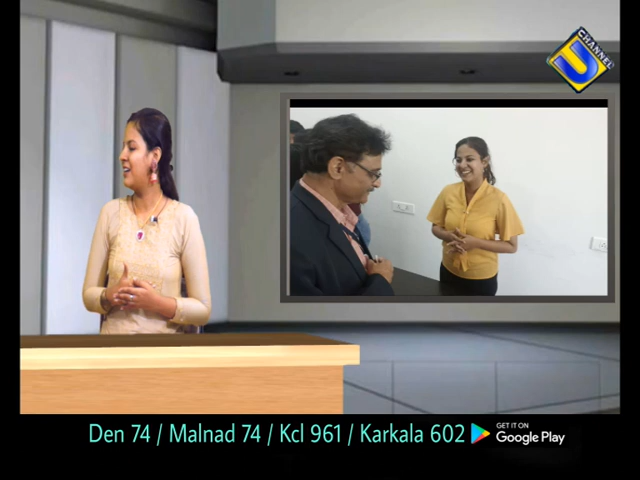 CHANNEL
U
Den 74 / Malnad 74 / Kcl 961 / Karkala 602
GET IT ON
Google Play